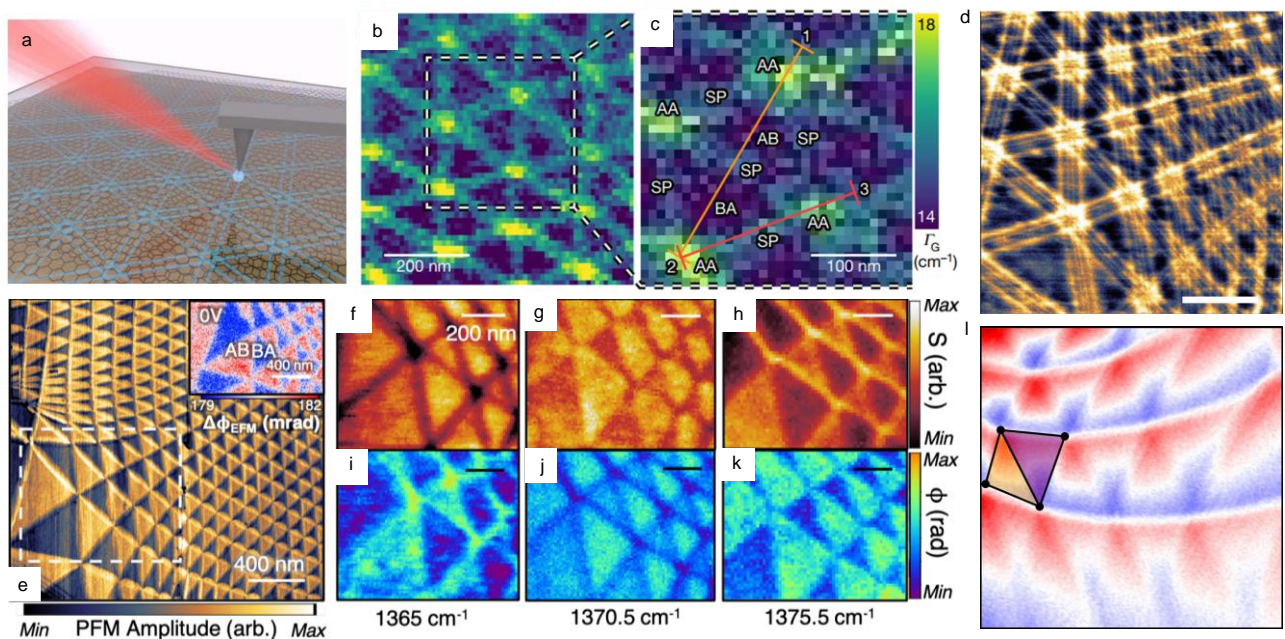 a
b
200 nm
c
1
AA
SP
AA
AB
SP
SP
SP
3
BA
AA
SP
2
AA
100 nm
18
14
Γ_G
(cm⁻¹)
d
e
0V
ABBA
400 nm
179
182
Δϕ_EFM (mrad)
400 nm
Min
PFM Amplitude (arb.)
Max
f
200 nm
g
h
Max
S (arb.)
Min
i
j
k
Max
ϕ (rad)
Min
1365 cm⁻¹
1370.5 cm⁻¹
1375.5 cm⁻¹
l